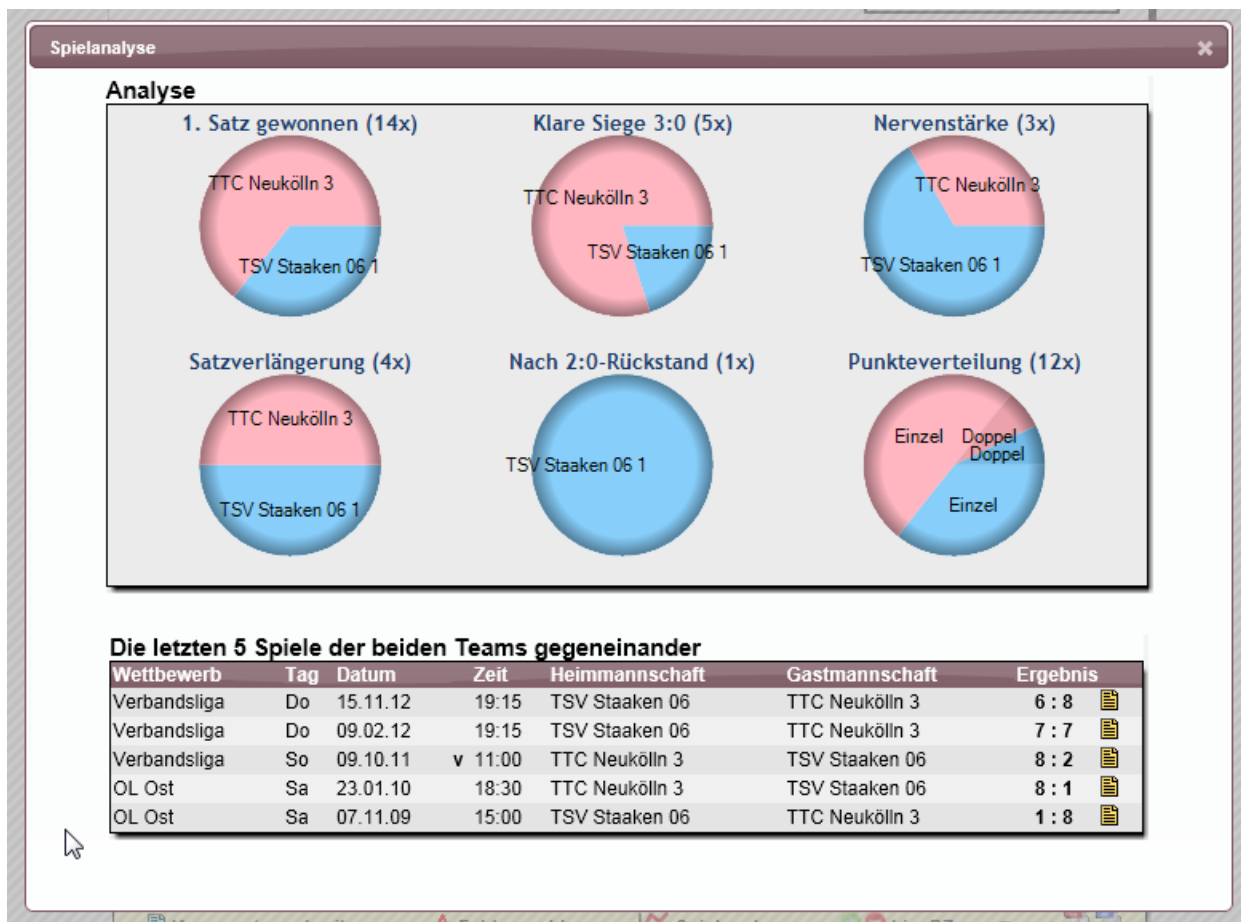 Spielanalyse
Analyse
1. Satz gewonnen (14x)
Klare Siege 3:0 (5x)
Nervenstärke (3x)
TTC Neukölln 3
TSV Staaken 06 1
TTC Neukölln 3
TSV Staaken 06 1
TTC Neukölln 3
TSV Staaken 06 1
Satzverlängerung (4x)
Nach 2:0-Rückstand (1x)
Punkteverteilung (12x)
TTC Neukölln 3
TSV Staaken 06 1
TSV Staaken 06 1
Einzel
Doppel
Doppel
Einzel
Die letzten 5 Spiele der beiden Teams gegeneinander
Wettbewerb Tag Datum Zeit Heimmannschaft Gastmannschaft Ergebnis
Verbandsliga Do 15.11.12 19:15 TSV Staaken 06 TTC Neukölln 3 6 : 8
Verbandsliga Do 09.02.12 19:15 TSV Staaken 06 TTC Neukölln 3 7 : 7
Verbandsliga So 09.10.11 v 11:00 TTC Neukölln 3 TSV Staaken 06 8 : 2
OL Ost Sa 23.01.10 18:30 TTC Neukölln 3 TSV Staaken 06 8 : 1
OL Ost Sa 07.11.09 15:00 TSV Staaken 06 TTC Neukölln 3 1 : 8